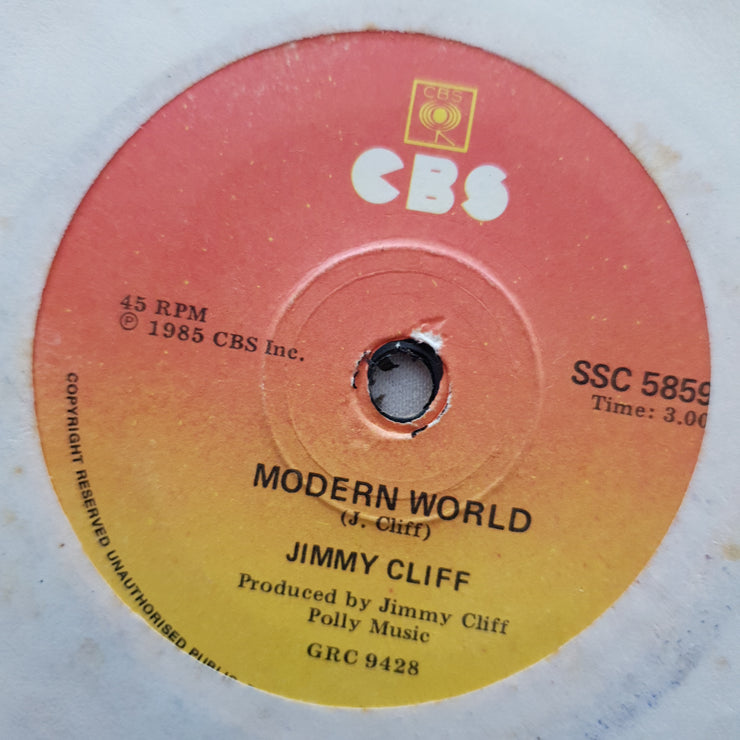 CBS
CBS
45 RPM
℗ 1985 CBS Inc.
SSC 5859
Time: 3.00
MODERN WORLD
(J. Cliff)
JIMMY CLIFF
Produced by Jimmy Cliff
Polly Music
GRC 9428
COPYRIGHT RESERVED UNAUTHORISED